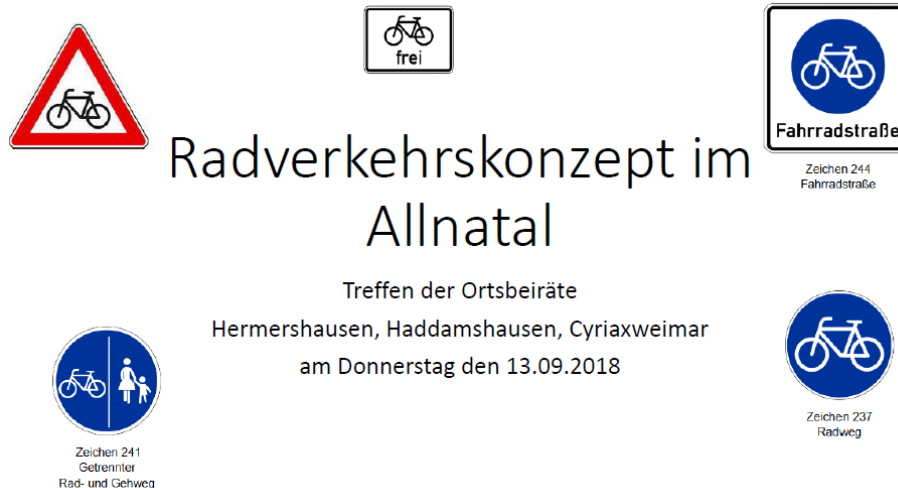 frei
Fahrradstraße
Zeichen 244
Fahrradstraße
Radverkehrskonzept im
Allnatal
Treffen der Ortsbeiräte
Hermershausen, Haddamshausen, Cyriaxweimar
am Donnerstag den 13.09.2018
Zeichen 237
Radweg
Zeichen 241
Getrennter
Rad- und Gehweg